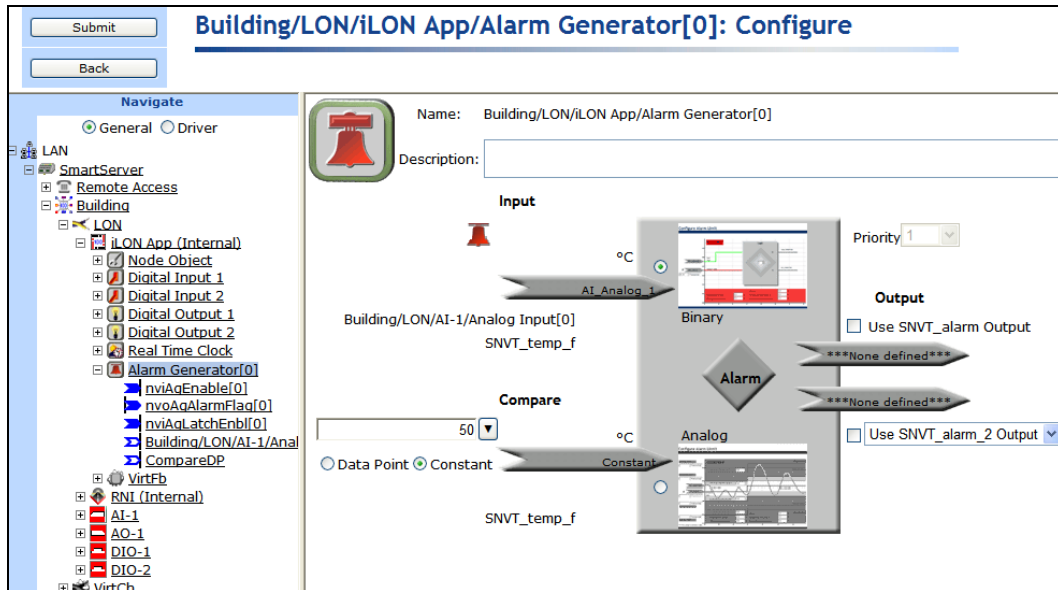 Submit
Building/LON/iLON App/Alarm Generator[0]: Configure
Back
Navigate
General Driver
LAN
SmartServer
Remote Access
Building
LON
iLON App (Internal)
Node Object
Digital Input 1
Digital Input 2
Digital Output 1
Digital Output 2
Real Time Clock
Alarm Generator[0]
nviAgEnable[0]
nvoAgAlarmFlag[0]
nviAgLatchEnbl[0]
Building/LON/AI-1/Anal
CompareDP
VirtFb
RNI (Internal)
AI-1
AO-1
DIO-1
DIO-2
VirtCh
Name: Building/LON/iLON App/Alarm Generator[0]
Description:
Input
°C
AI_Analog_1
Building/LON/AI-1/Analog Input[0]
SNVT_temp_f
Binary
Priority 1
Output
Use SNVT_alarm Output
***None defined***
Alarm
***None defined***
Compare
50
°C
Analog
Use SNVT_alarm_2 Output
Data Point Constant
Constant
SNVT_temp_f